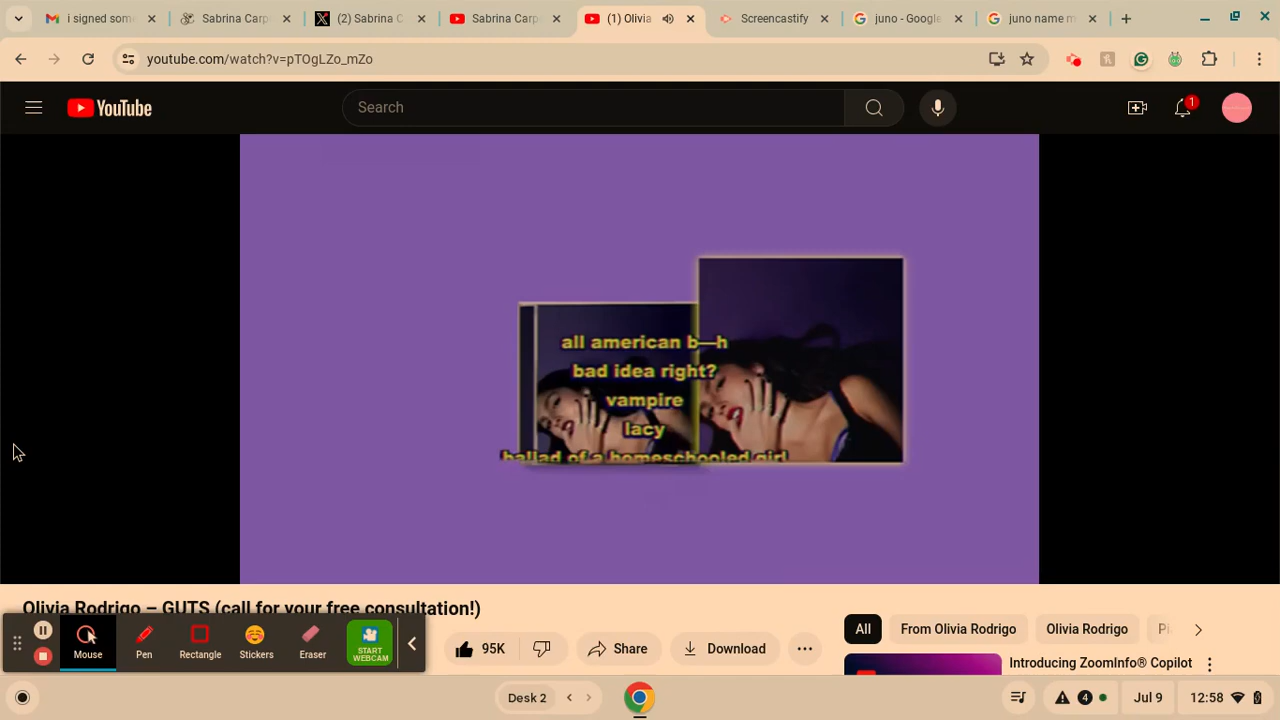 i signed som
Sabrina Carp
(2) Sabrina C
Sabrina Carp
(1) Olivia
Screencastify
juno - Google
juno name m
youtube.com/watch?v=pTOgLZo_mZo
YouTube
Search
1
all american b—h
bad idea right?
vampire
lacy
ballad of a homeschooled girl
Olivia Rodrigo – GUTS (call for your free consultation!)
Mouse
Pen
Rectangle
Stickers
Eraser
START
WEBCAM
95K
Share
Download
All
From Olivia Rodrigo
Olivia Rodrigo
Introducing ZoomInfo® Copilot
Desk 2
4
Jul 9
12:58